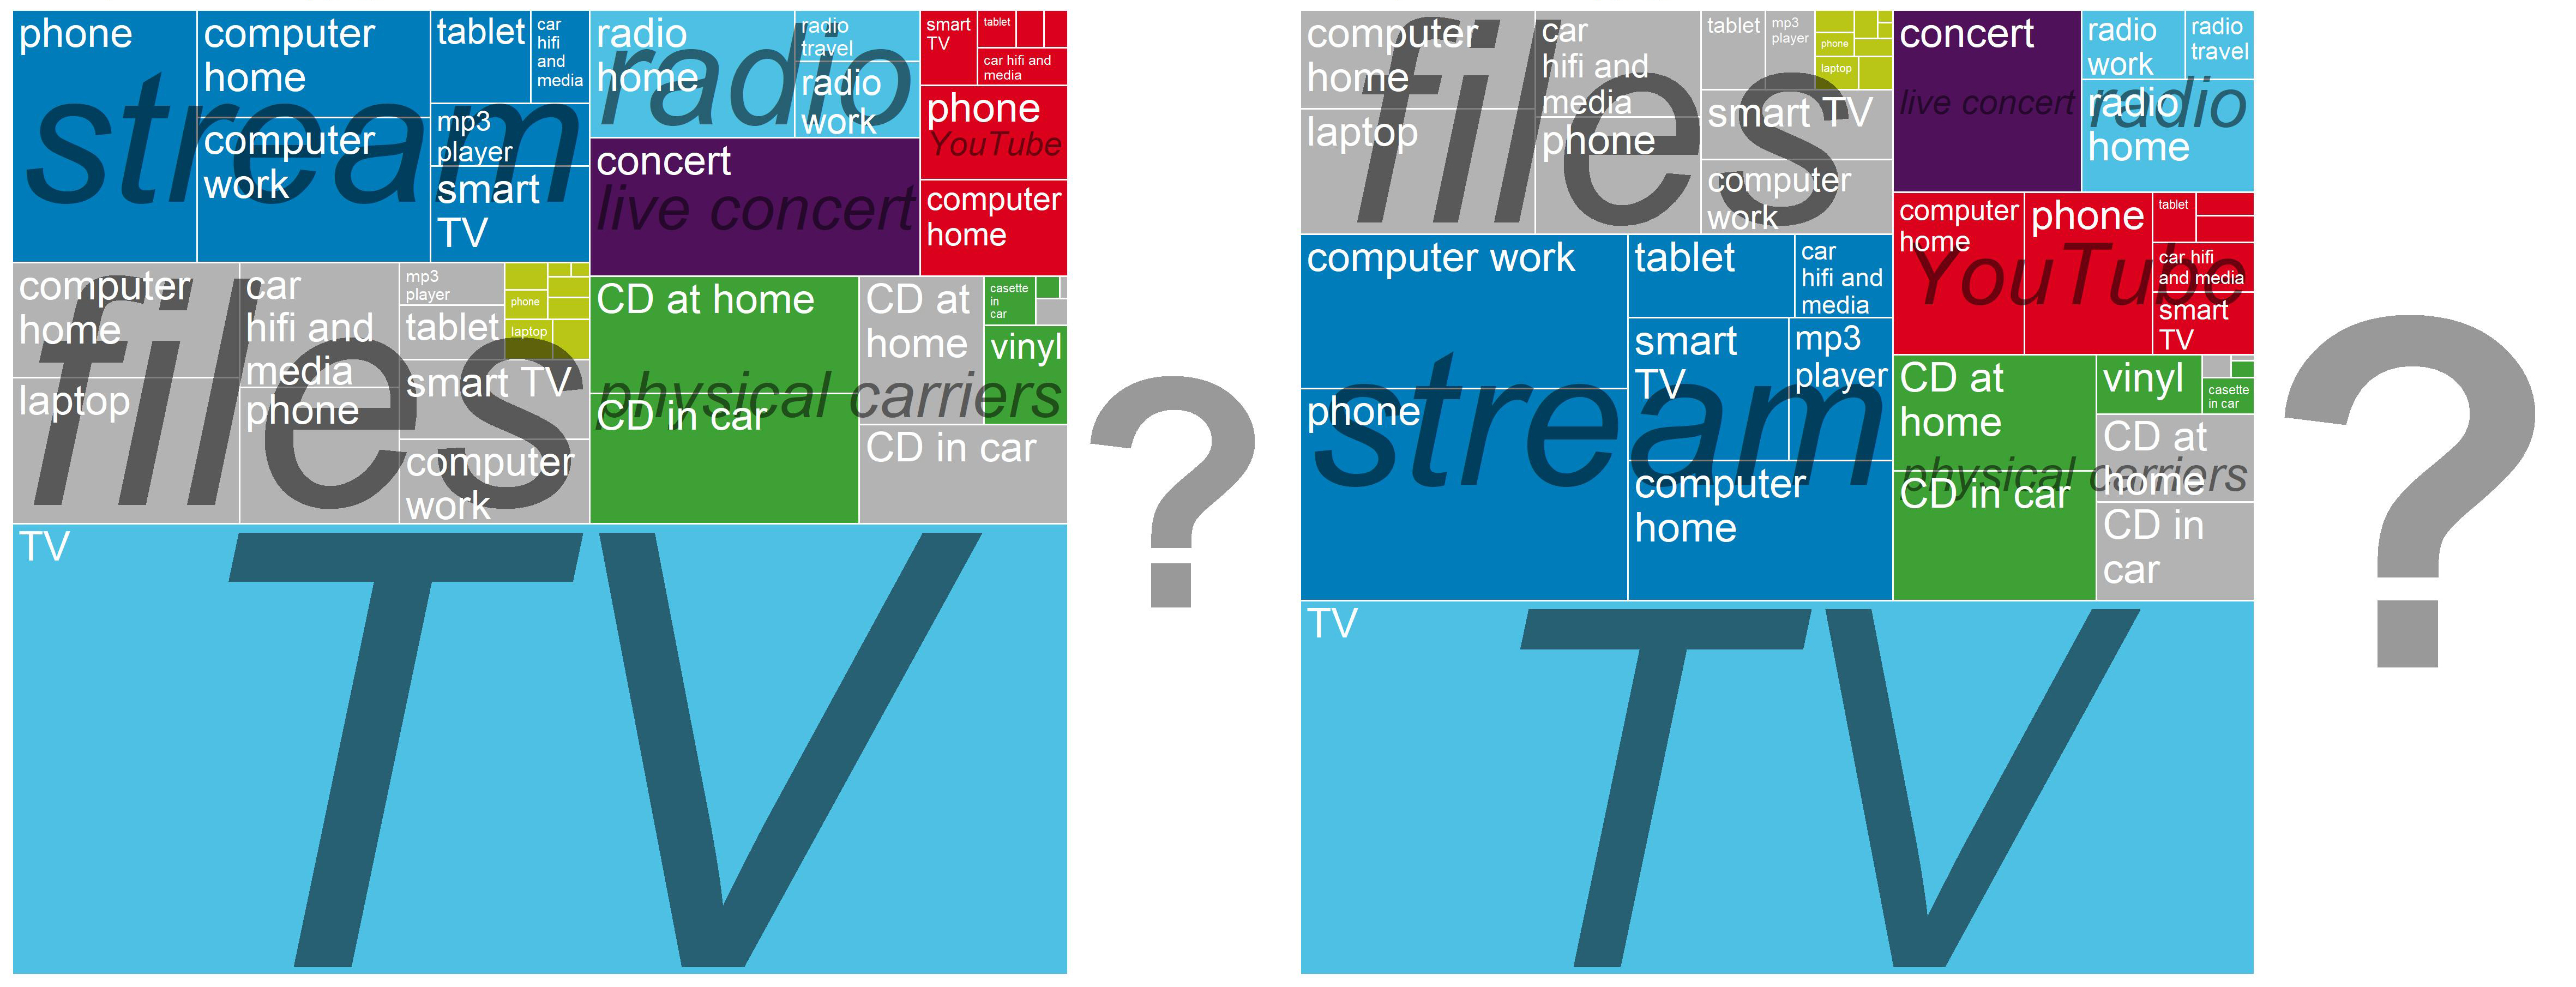 phone
computer
home
computer
work
tablet
car
hifi
and
media
mp3
player
smart
TV
stream
radio
home
radio
travel
radio
work
radio
concert
live concert
smart
TV
tablet
car hifi and
media
phone
YouTube
computer
home
computer
home
laptop
car
hifi and
media
phone
mp3
player
tablet
phone
laptop
smart TV
computer
work
files
CD at home
CD in car
CD at
home
CD in car
casette
in
car
vinyl
physical carriers
TV
TV
?
computer
home
laptop
car
hifi and
media
phone
tablet
mp3
player
phone
laptop
smart TV
computer
work
files
concert
live concert
radio
work
radio
travel
radio
home
radio
computer work
phone
tablet
car
hifi and
media
smart
TV
mp3
player
computer
home
stream
computer
home
phone
tablet
car hifi
and media
smart
TV
YouTube
CD at
home
CD in car
vinyl
casette
in car
CD at
home
CD in
car
physical carriers
TV
TV
?